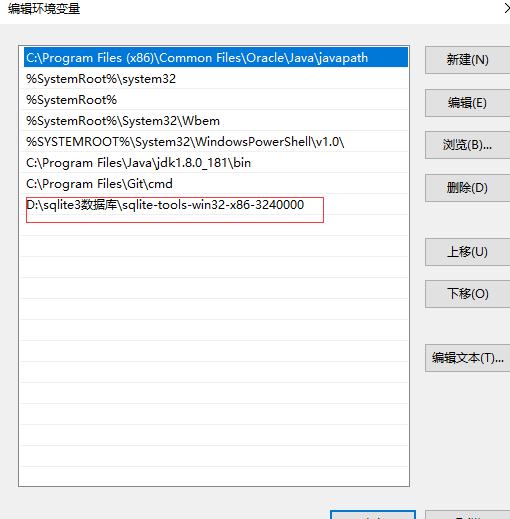 编辑环境变量
C:\Program Files (x86)\Common Files\Oracle\Java\javapath
%SystemRoot%\system32
%SystemRoot%
%SystemRoot%\System32\Wbem
%SYSTEMROOT%\System32\WindowsPowerShell\v1.0\
C:\Program Files\Java\jdk1.8.0_181\bin
C:\Program Files\Git\cmd
D:\sqlite3数据库\sqlite-tools-win32-x86-3240000
新建(N)
编辑(E)
浏览(B)...
删除(D)
上移(U)
下移(O)
编辑文本(T)...